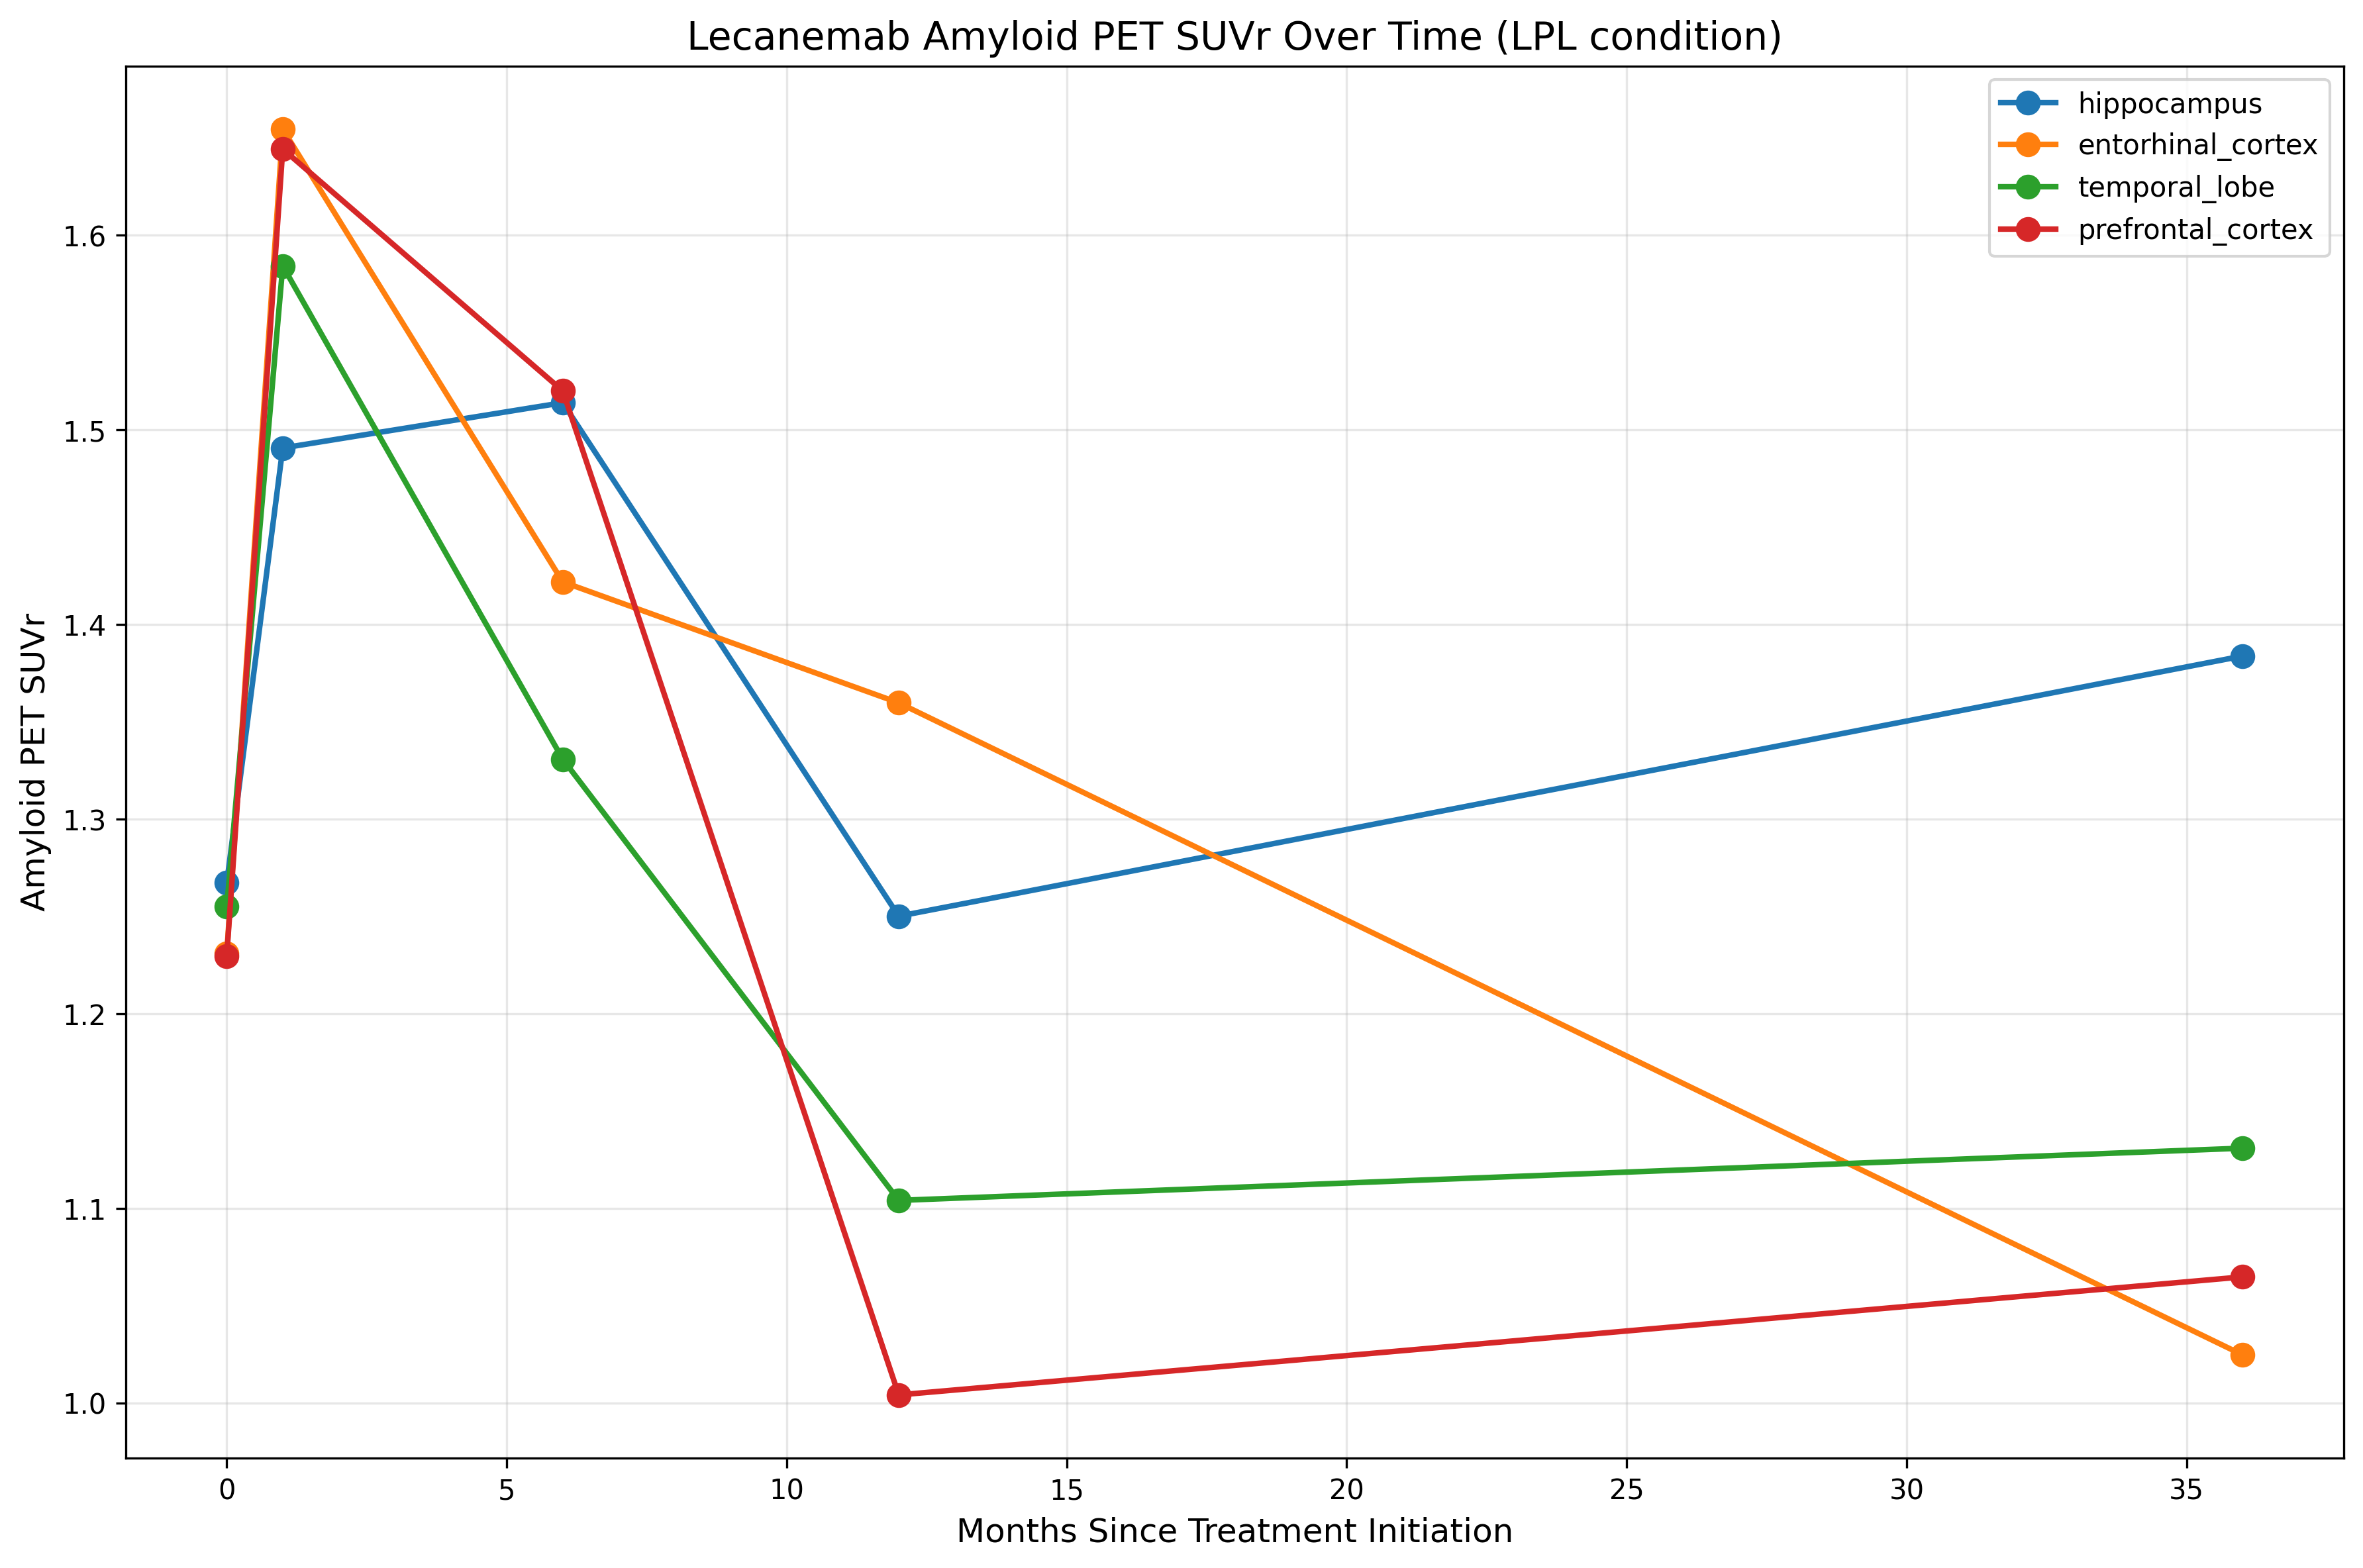 Lecanemab Amyloid PET SUVr Over Time (LPL condition)
hippocampus
entorhinal_cortex
temporal_lobe
prefrontal_cortex
Amyloid PET SUVr
1.6
1.5
1.4
1.3
1.2
1.1
1.0
0 5 10 15 20 25 30 35
Months Since Treatment Initiation